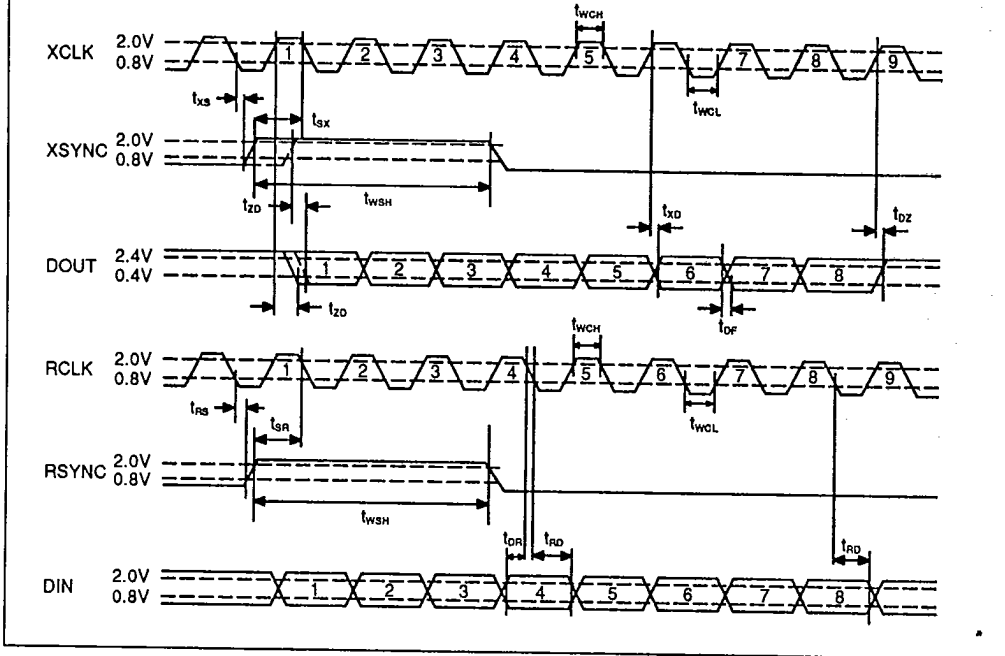 tWCH
XCLK 2.0V 0.8V 1 2 3 4 5 7 8 9
tWCL
tXS tSX
XSYNC 2.0V 0.8V
tZD tWSH tXD tDZ
DOUT 2.4V 0.4V 1 2 3 4 5 6 7 8
tZD tDF
tWCH
RCLK 2.0V 0.8V 1 2 3 4 5 6 7 8 9
tRS tSR tWCL
RSYNC 2.0V 0.8V
tWSH
tDR tRD tRD
DIN 2.0V 0.8V 1 2 3 4 5 6 7 8